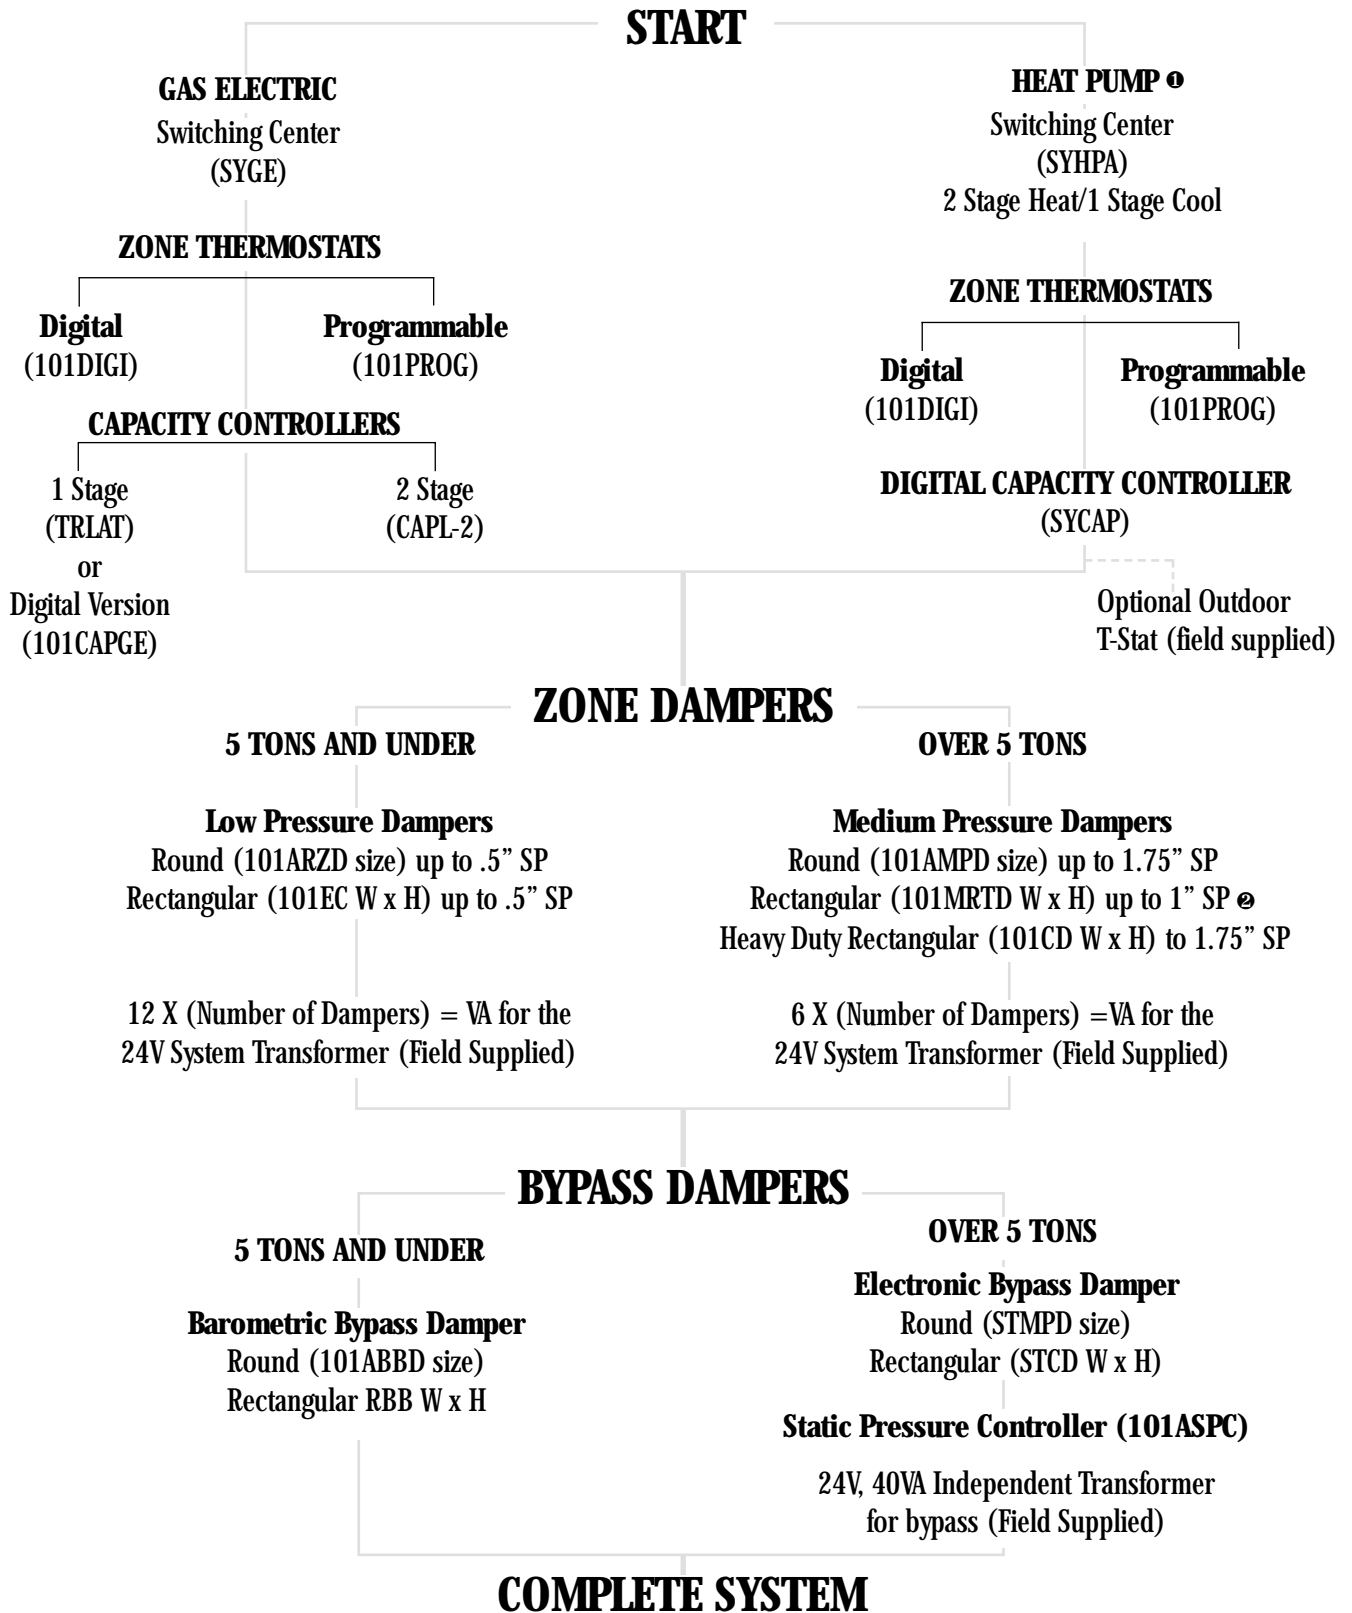 START
GAS ELECTRIC
Switching Center
(SYGE)
ZONE THERMOSTATS
Digital
(101DIGI)
Programmable
(101PROG)
CAPACITY CONTROLLERS
1 Stage
(TRLAT)
or
Digital Version
(101CAPGE)
2 Stage
(CAPL-2)
HEAT PUMP ❶
Switching Center
(SYHPA)
2 Stage Heat/1 Stage Cool
ZONE THERMOSTATS
Digital
(101DIGI)
Programmable
(101PROG)
DIGITAL CAPACITY CONTROLLER
(SYCAP)
Optional Outdoor
T-Stat (field supplied)
ZONE DAMPERS
5 TONS AND UNDER
Low Pressure Dampers
Round (101ARZD size) up to .5” SP
Rectangular (101EC W x H) up to .5” SP
12 X (Number of Dampers) = VA for the
24V System Transformer (Field Supplied)
OVER 5 TONS
Medium Pressure Dampers
Round (101AMPD size) up to 1.75” SP
Rectangular (101MRTD W x H) up to 1” SP ❷
Heavy Duty Rectangular (101CD W x H) to 1.75” SP
6 X (Number of Dampers) =VA for the
24V System Transformer (Field Supplied)
BYPASS DAMPERS
5 TONS AND UNDER
Barometric Bypass Damper
Round (101ABBD size)
Rectangular RBB W x H
OVER 5 TONS
Electronic Bypass Damper
Round (STMPD size)
Rectangular (STCD W x H)
Static Pressure Controller (101ASPC)
24V, 40VA Independent Transformer
for bypass (Field Supplied)
COMPLETE SYSTEM